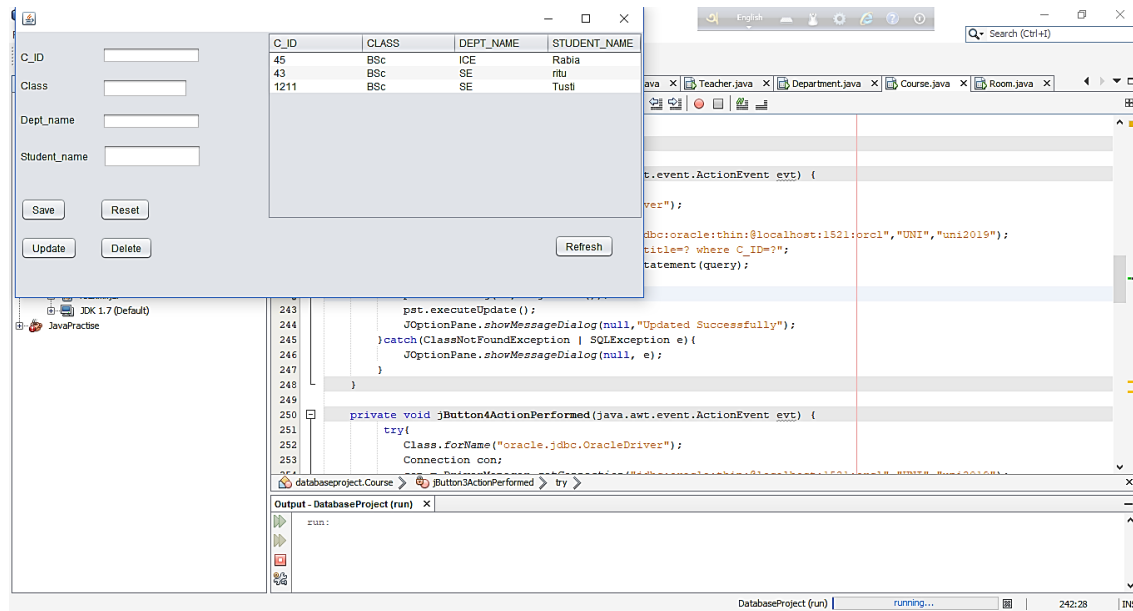 C_ID
Class
Dept_name
Student_name
Save
Reset
Update
Delete
C_ID CLASS DEPT_NAME STUDENT_NAME
45 BSc ICE Rabia
43 BSc SE ritu
1211 BSc SE Tusti
Refresh
English
Search (Ctrl+I)
ava Teacher.java Department.java Course.java Room.java
t.event.ActionEvent evt) {
ver");
dbc:oracle:thin:@localhost:1521:orcl","UNI","uni2019");
title=? where C_ID=?";
tatement(query);
JDK 1.7 (Default)
JavaPractise
243 pst.executeUpdate();
244 JOptionPane.showMessageDialog(null,"Updated Successfully");
245 }catch(ClassNotFoundException | SQLException e){
246 JOptionPane.showMessageDialog(null, e);
247 }
248 }
249
250 private void jButton4ActionPerformed(java.awt.event.ActionEvent evt) {
251 try{
252 Class.forName("oracle.jdbc.OracleDriver");
253 Connection con;
databaseproject.Course jButton3ActionPerformed try
Output - DatabaseProject (run)
run:
DatabaseProject (run) running... 242:28 INS